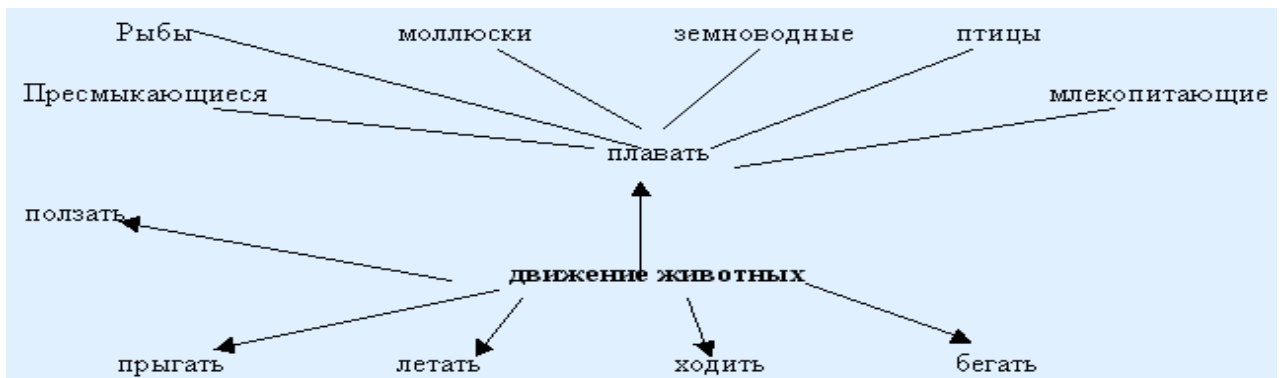 Рыбы моллюски земноводные птицы
Пресмыкающиеся млекопитающие
плавать
ползать
движение животных
прыгать летать ходить бегать